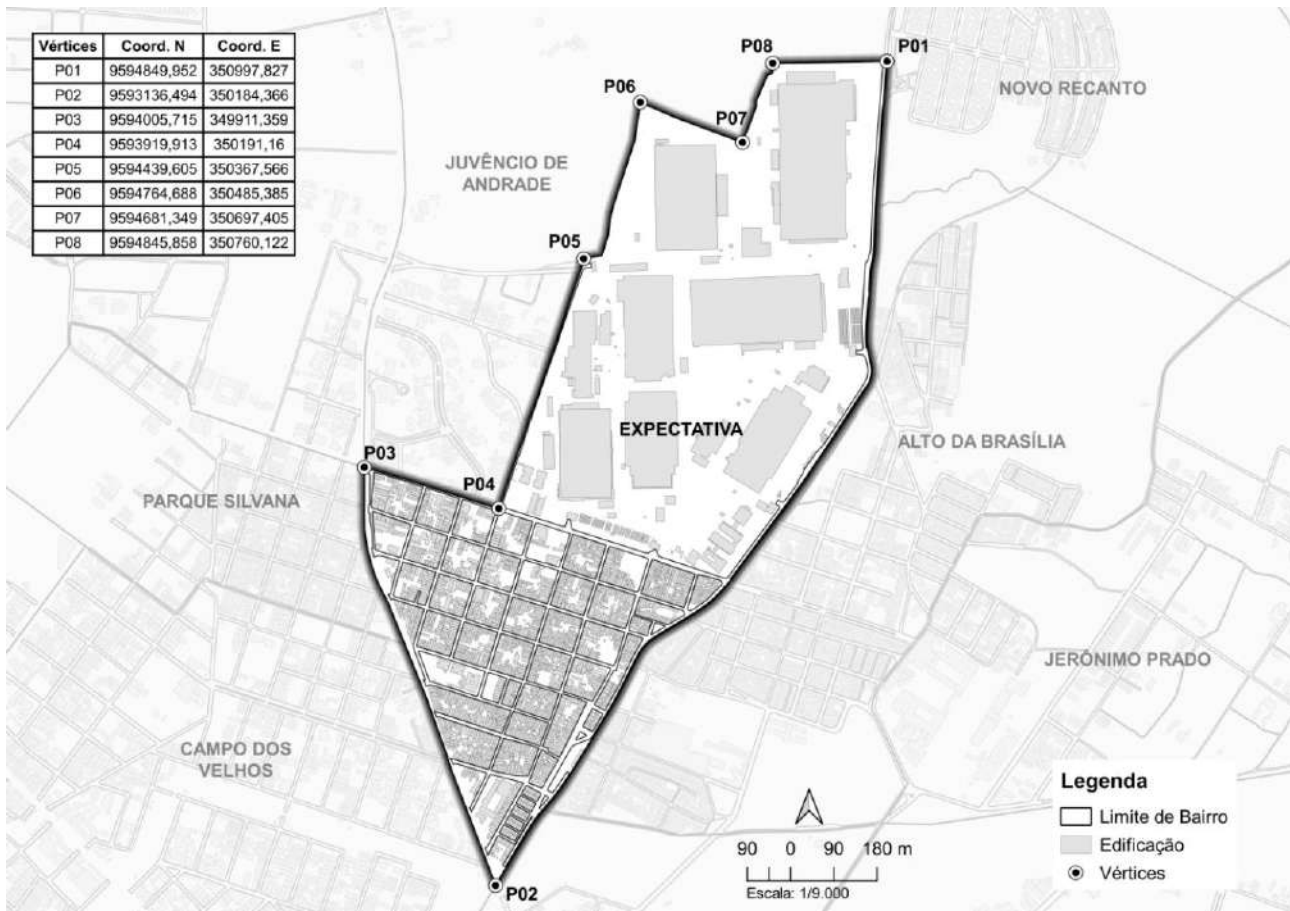 Vértices Coord. N Coord. E
P01 9594849,952 350997,827
P02 9593136,494 350184,366
P03 9594005,715 349911,359
P04 9593919,913 350191,16
P05 9594439,605 350367,566
P06 9594764,688 350485,385
P07 9594681,349 350697,405
P08 9594845,858 350760,122
P08
P01
NOVO RECANTO
P06
P07
JUVÊNCIO DE
ANDRADE
P05
EXPECTATIVA
ALTO DA BRASÍLIA
P03
P04
PARQUE SILVANA
JERÔNIMO PRADO
CAMPO DOS
VELHOS
P02
90 0 90 180 m
Escala: 1/9.000
Legenda
Limite de Bairro
Edificação
Vértices